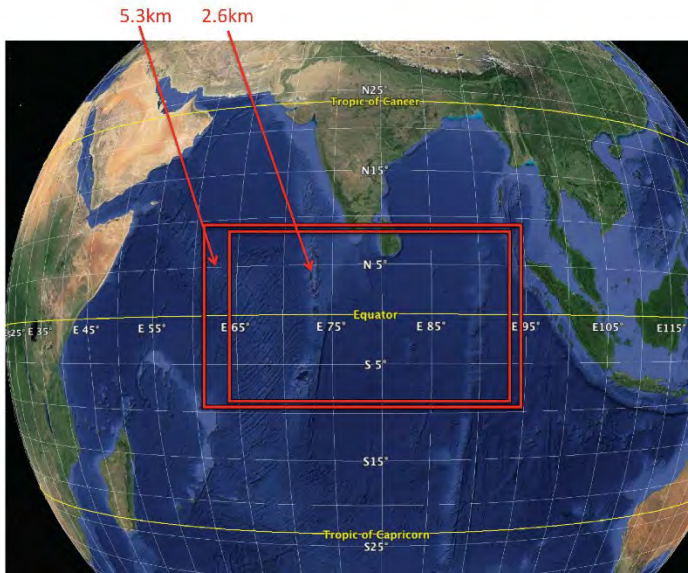 5.3km 2.6km
N25°
Tropic of Cancer
N15°
N 5°
Equator
E25° E 35° E 45° E 55° E 65° E 75° E 85° E 95° E105° E115°
S 5°
S15°
Tropic of Capricorn
S25°